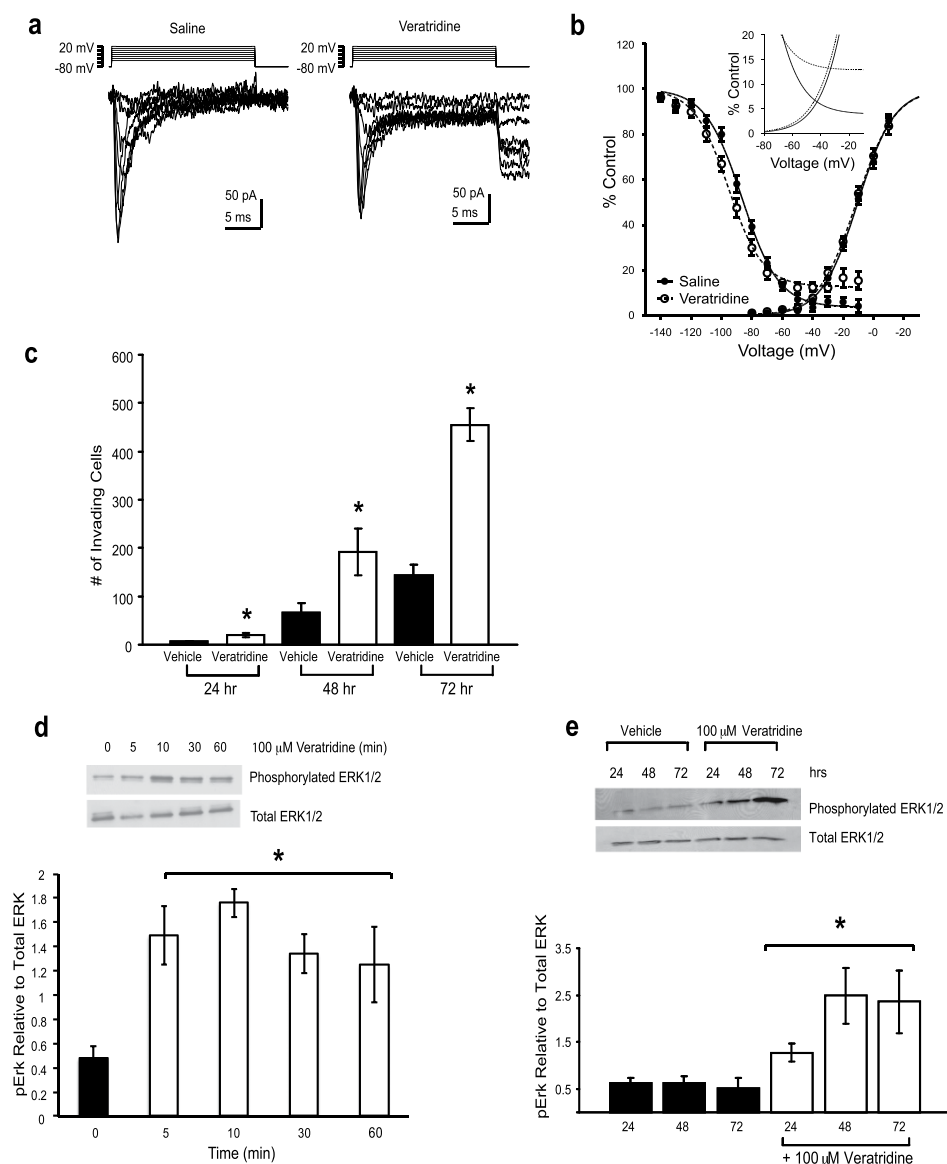 a
Saline
Veratridine
20 mV
-80 mV
20 mV
-80 mV
50 pA
5 ms
50 pA
5 ms
b
% Control
120
100
80
60
40
20
0
-140 -120 -100 -80 -60 -40 -20 -0 -20
Voltage (mV)
Saline
Veratridine
% Control
20
15
10
5
0
-80 -60 -40 -20
Voltage (mV)
c
# of Invading Cells
600
500
400
300
200
100
0
*
*
*
Vehicle Veratridine Vehicle Veratridine Vehicle Veratridine
24 hr 48 hr 72 hr
d
0 5 10 30 60 100 µM Veratridine (min)
Phosphorylated ERK1/2
Total ERK1/2
*
pErk Relative to Total ERK
2
1.8
1.6
1.4
1.2
1
0.8
0.6
0.4
0.2
0
0 5 10 30 60
Time (min)
e
Vehicle 100 µM Veratridine
24 48 72 24 48 72 hrs
Phosphorylated ERK1/2
Total ERK1/2
*
pErk Relative to Total ERK
3.5
2.5
1.5
0.5
24 48 72 24 48 72
+ 100 µM Veratridine